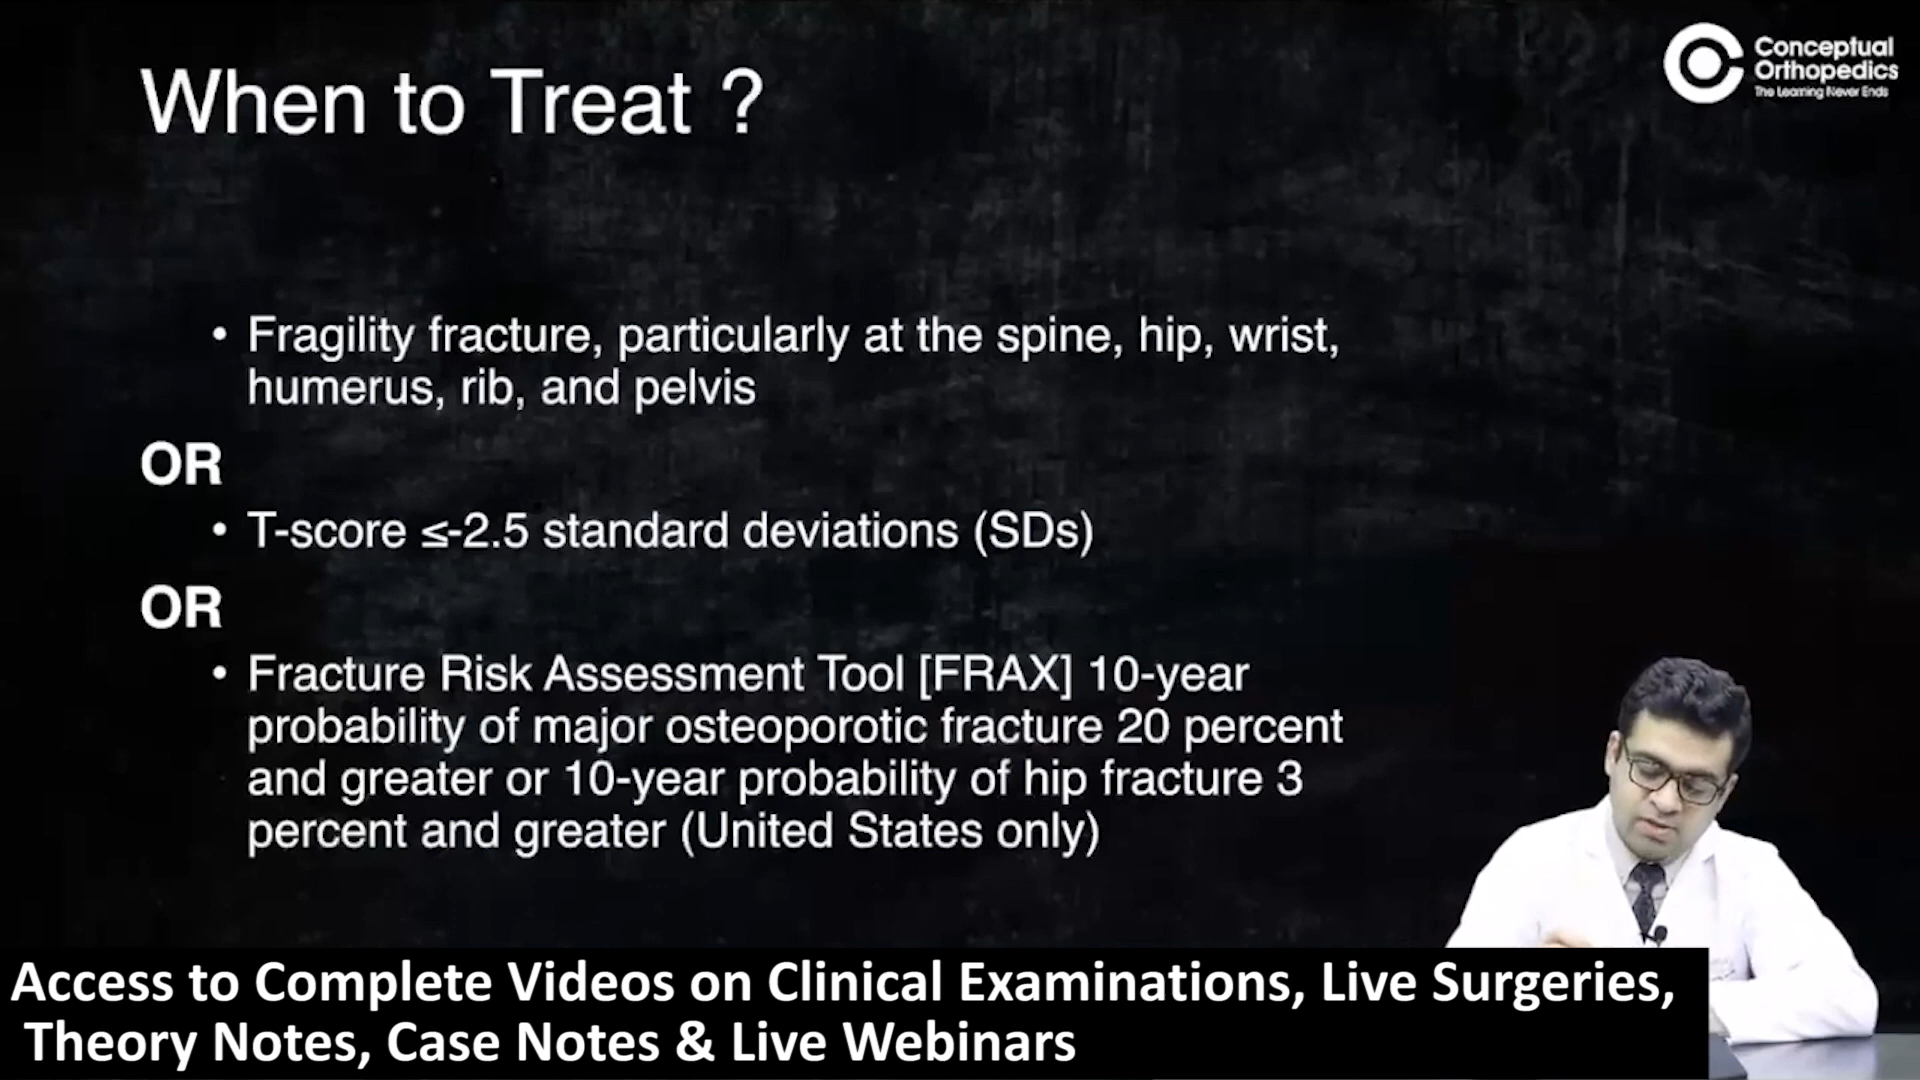 Conceptual
Orthopedics
The Learning Never Ends
When to Treat ?
• Fragility fracture, particularly at the spine, hip, wrist,
humerus, rib, and pelvis
OR
• T-score ≤-2.5 standard deviations (SDs)
OR
• Fracture Risk Assessment Tool [FRAX] 10-year
probability of major osteoporotic fracture 20 percent
and greater or 10-year probability of hip fracture 3
percent and greater (United States only)
Access to Complete Videos on Clinical Examinations, Live Surgeries,
Theory Notes, Case Notes & Live Webinars